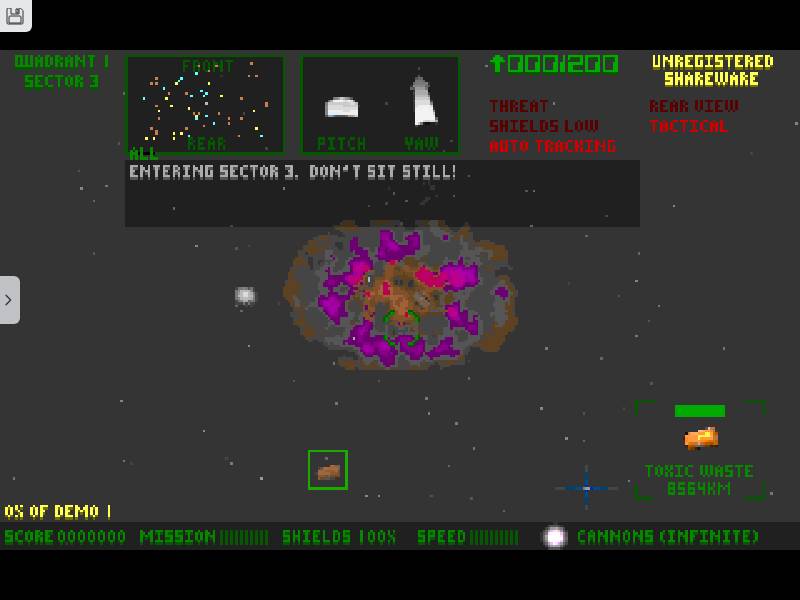 QUADRANT 1
SECTOR 3
FRONT
REAR
ALL
PITCH YAW
↑000/200
THREAT
SHIELDS LOW
AUTO TRACKING
UNREGISTERED
SHAREWARE
REAR VIEW
TACTICAL
ENTERING SECTOR 3. DON'T SIT STILL!
TOXIC WASTE
8564KM
0% OF DEMO 1
SCORE 0000000 MISSION SHIELDS 100% SPEED CANNONS (INFINITE)